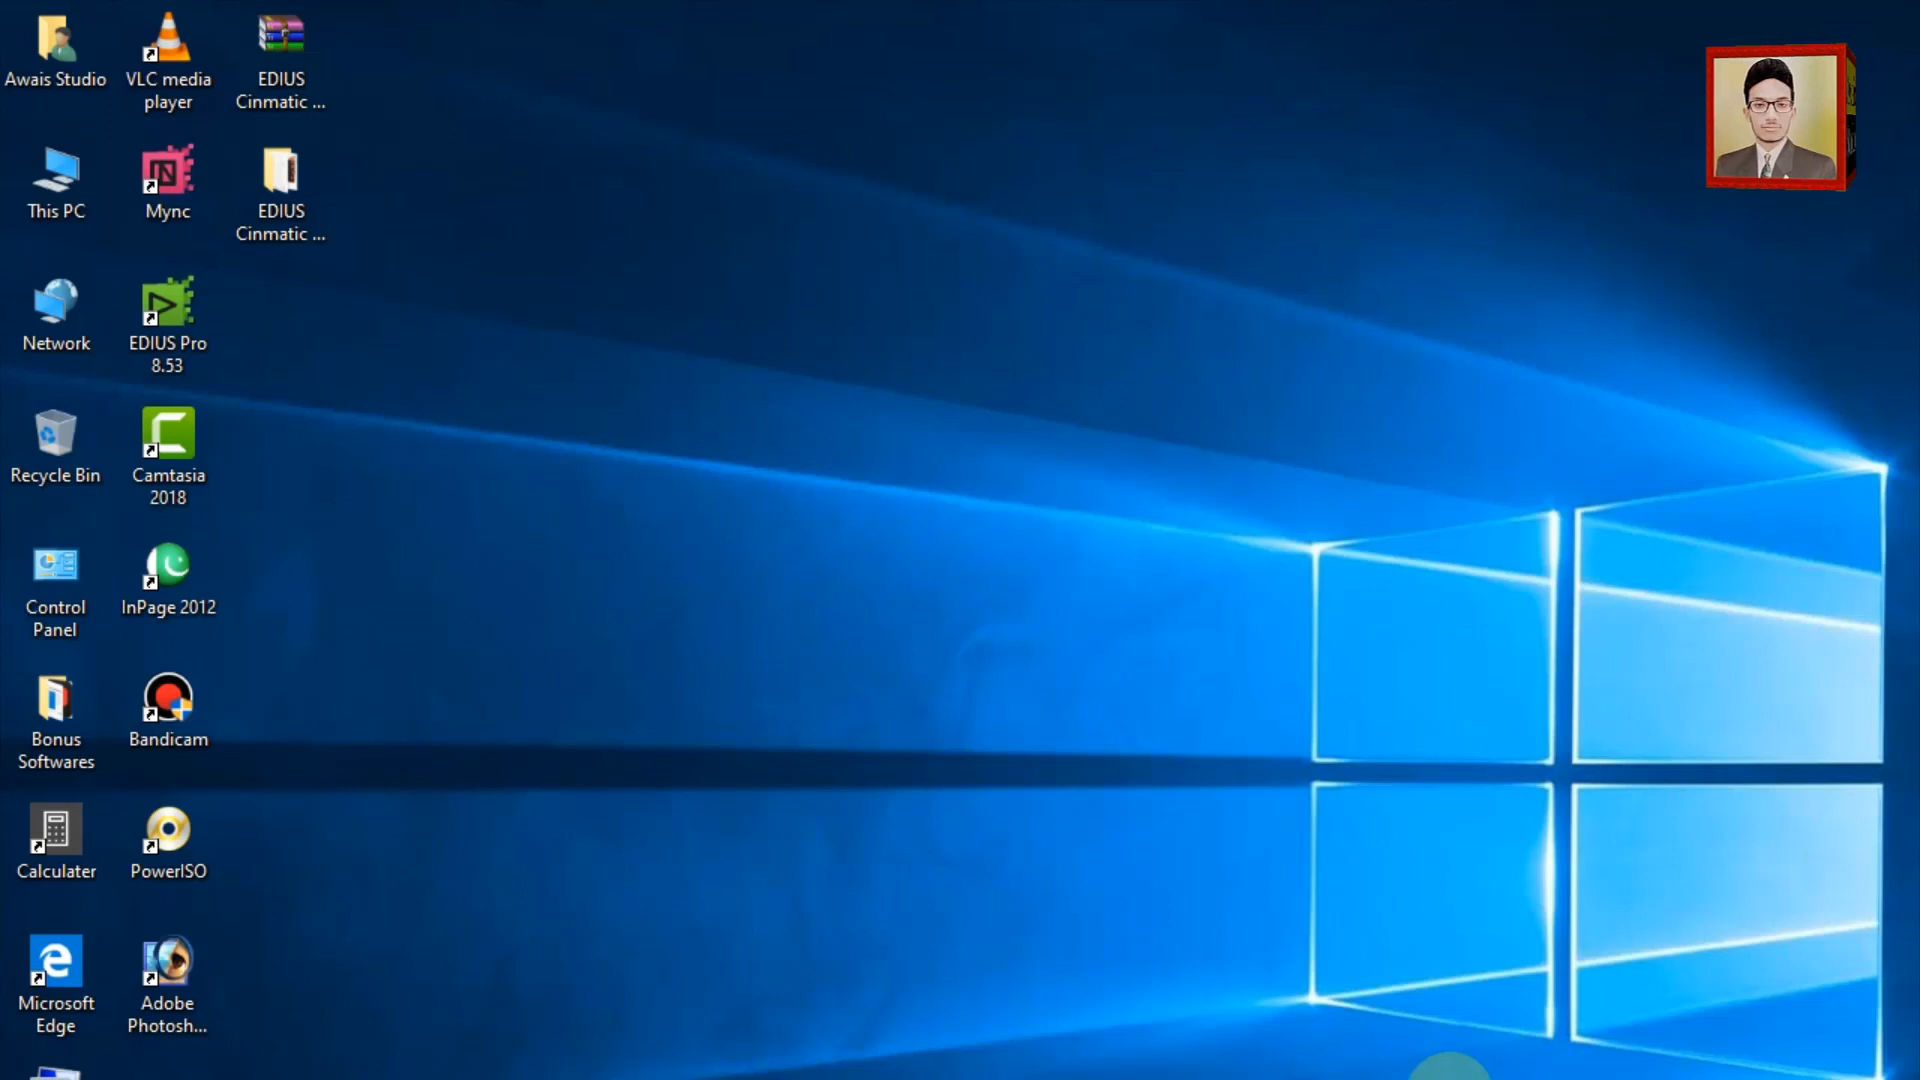 Awais Studio
VLC media
player
EDIUS
Cinmatic ...
This PC
Mync
EDIUS
Cinmatic ...
Network
EDIUS Pro
8.53
Recycle Bin
Camtasia
2018
Control
Panel
InPage 2012
Bonus
Softwares
Bandicam
Calculater
PowerISO
Microsoft
Edge
Adobe
Photosh...